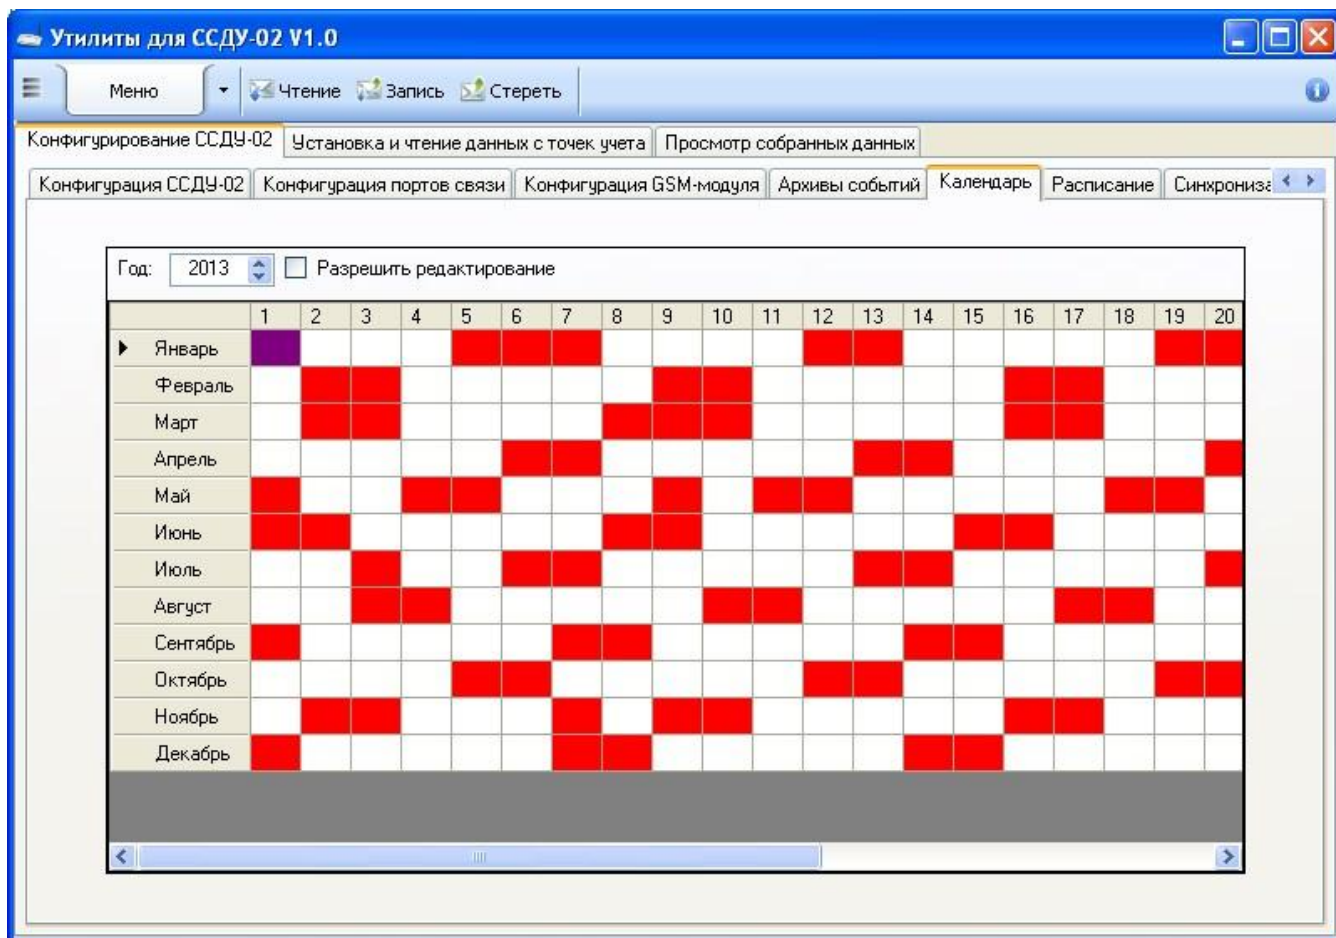 Утилиты для ССДУ-02 V1.0
Меню Чтение Запись Стереть
Конфигурирование ССДУ-02 Установка и чтение данных с точек учета Просмотр собранных данных
Конфигурация ССДУ-02 Конфигурация портов связи Конфигурация GSM-модуля Архивы событий Календарь Расписание Синхрониза
Год: 2013 Разрешить редактирование
1 2 3 4 5 6 7 8 9 10 11 12 13 14 15 16 17 18 19 20
Январь
Февраль
Март
Апрель
Май
Июнь
Июль
Август
Сентябрь
Октябрь
Ноябрь
Декабрь